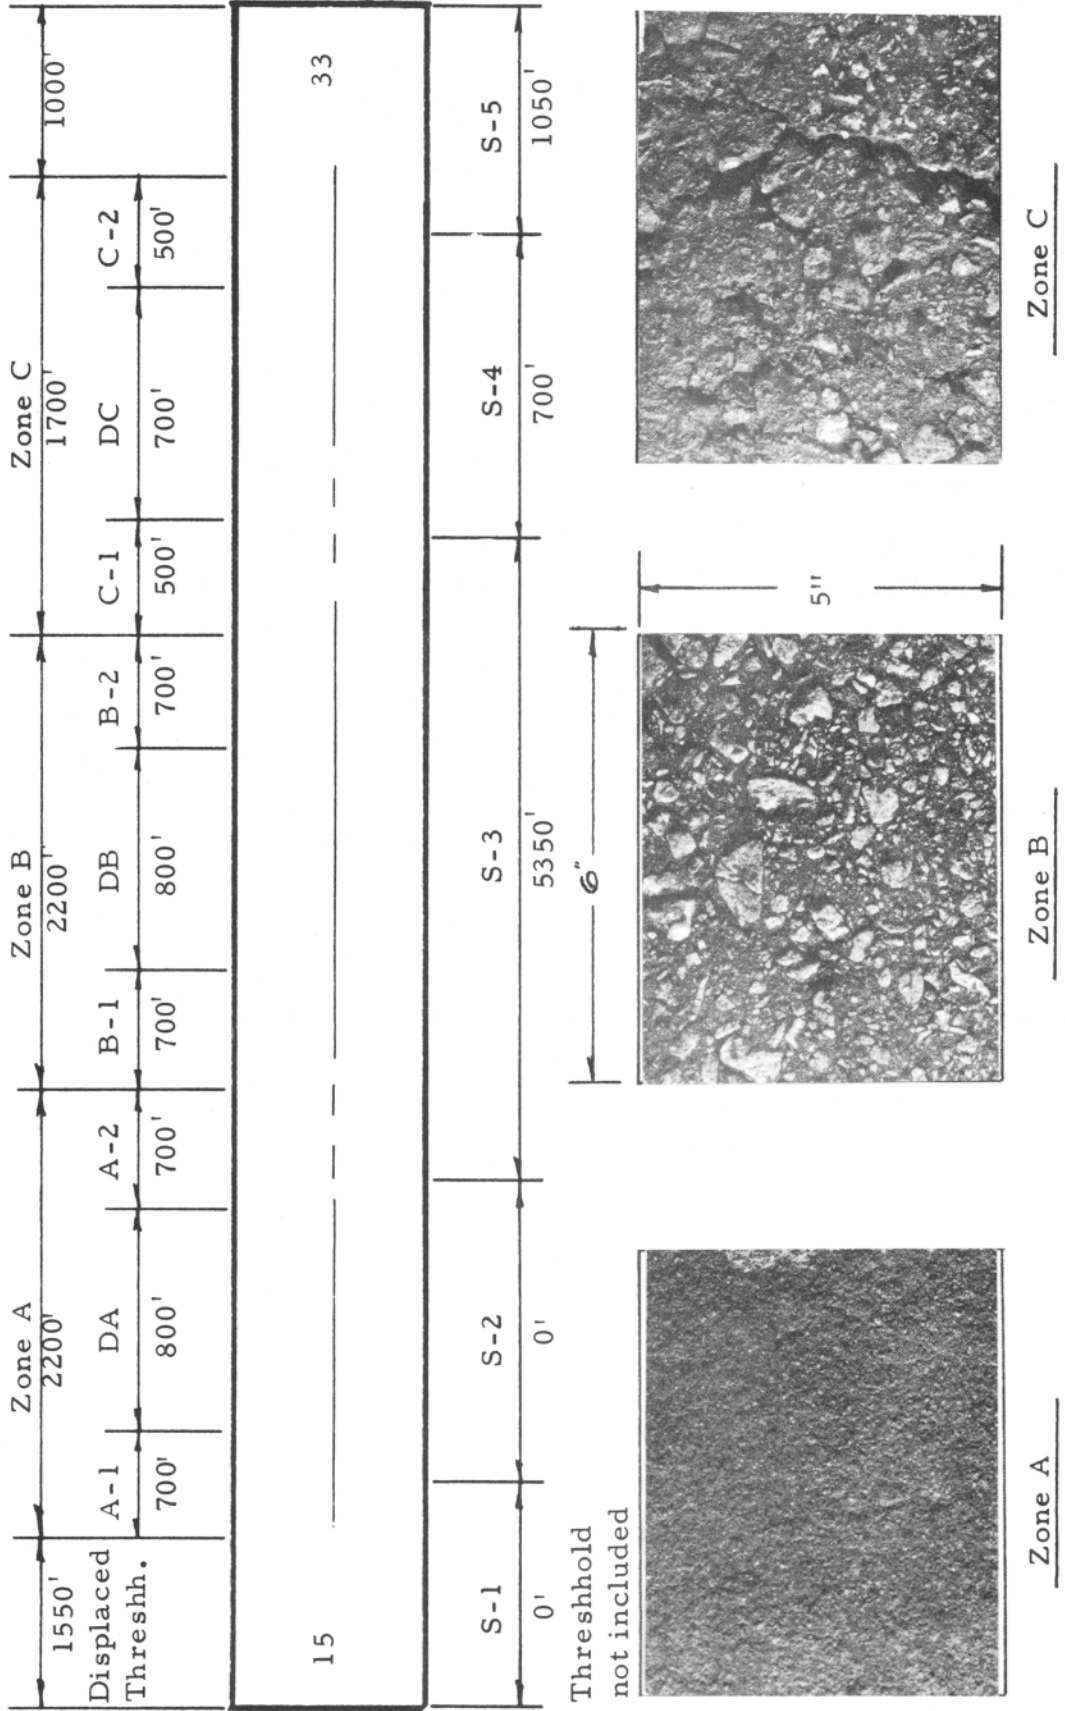 Zone A
Zone B
Zone C
1550'
2200'
2200'
1700'
1000'
Displaced
Threshh.
A-1
DA
A-2
B-1
DB
B-2
C-1
DC
C-2
700'
800'
700'
700'
800'
700'
500'
700'
500'
15
33
S-1
S-2
S-3
S-4
S-5
0'
0'
5350'
700'
1050'
Threshhold
not included
6"
5"
Zone A
Zone B
Zone C